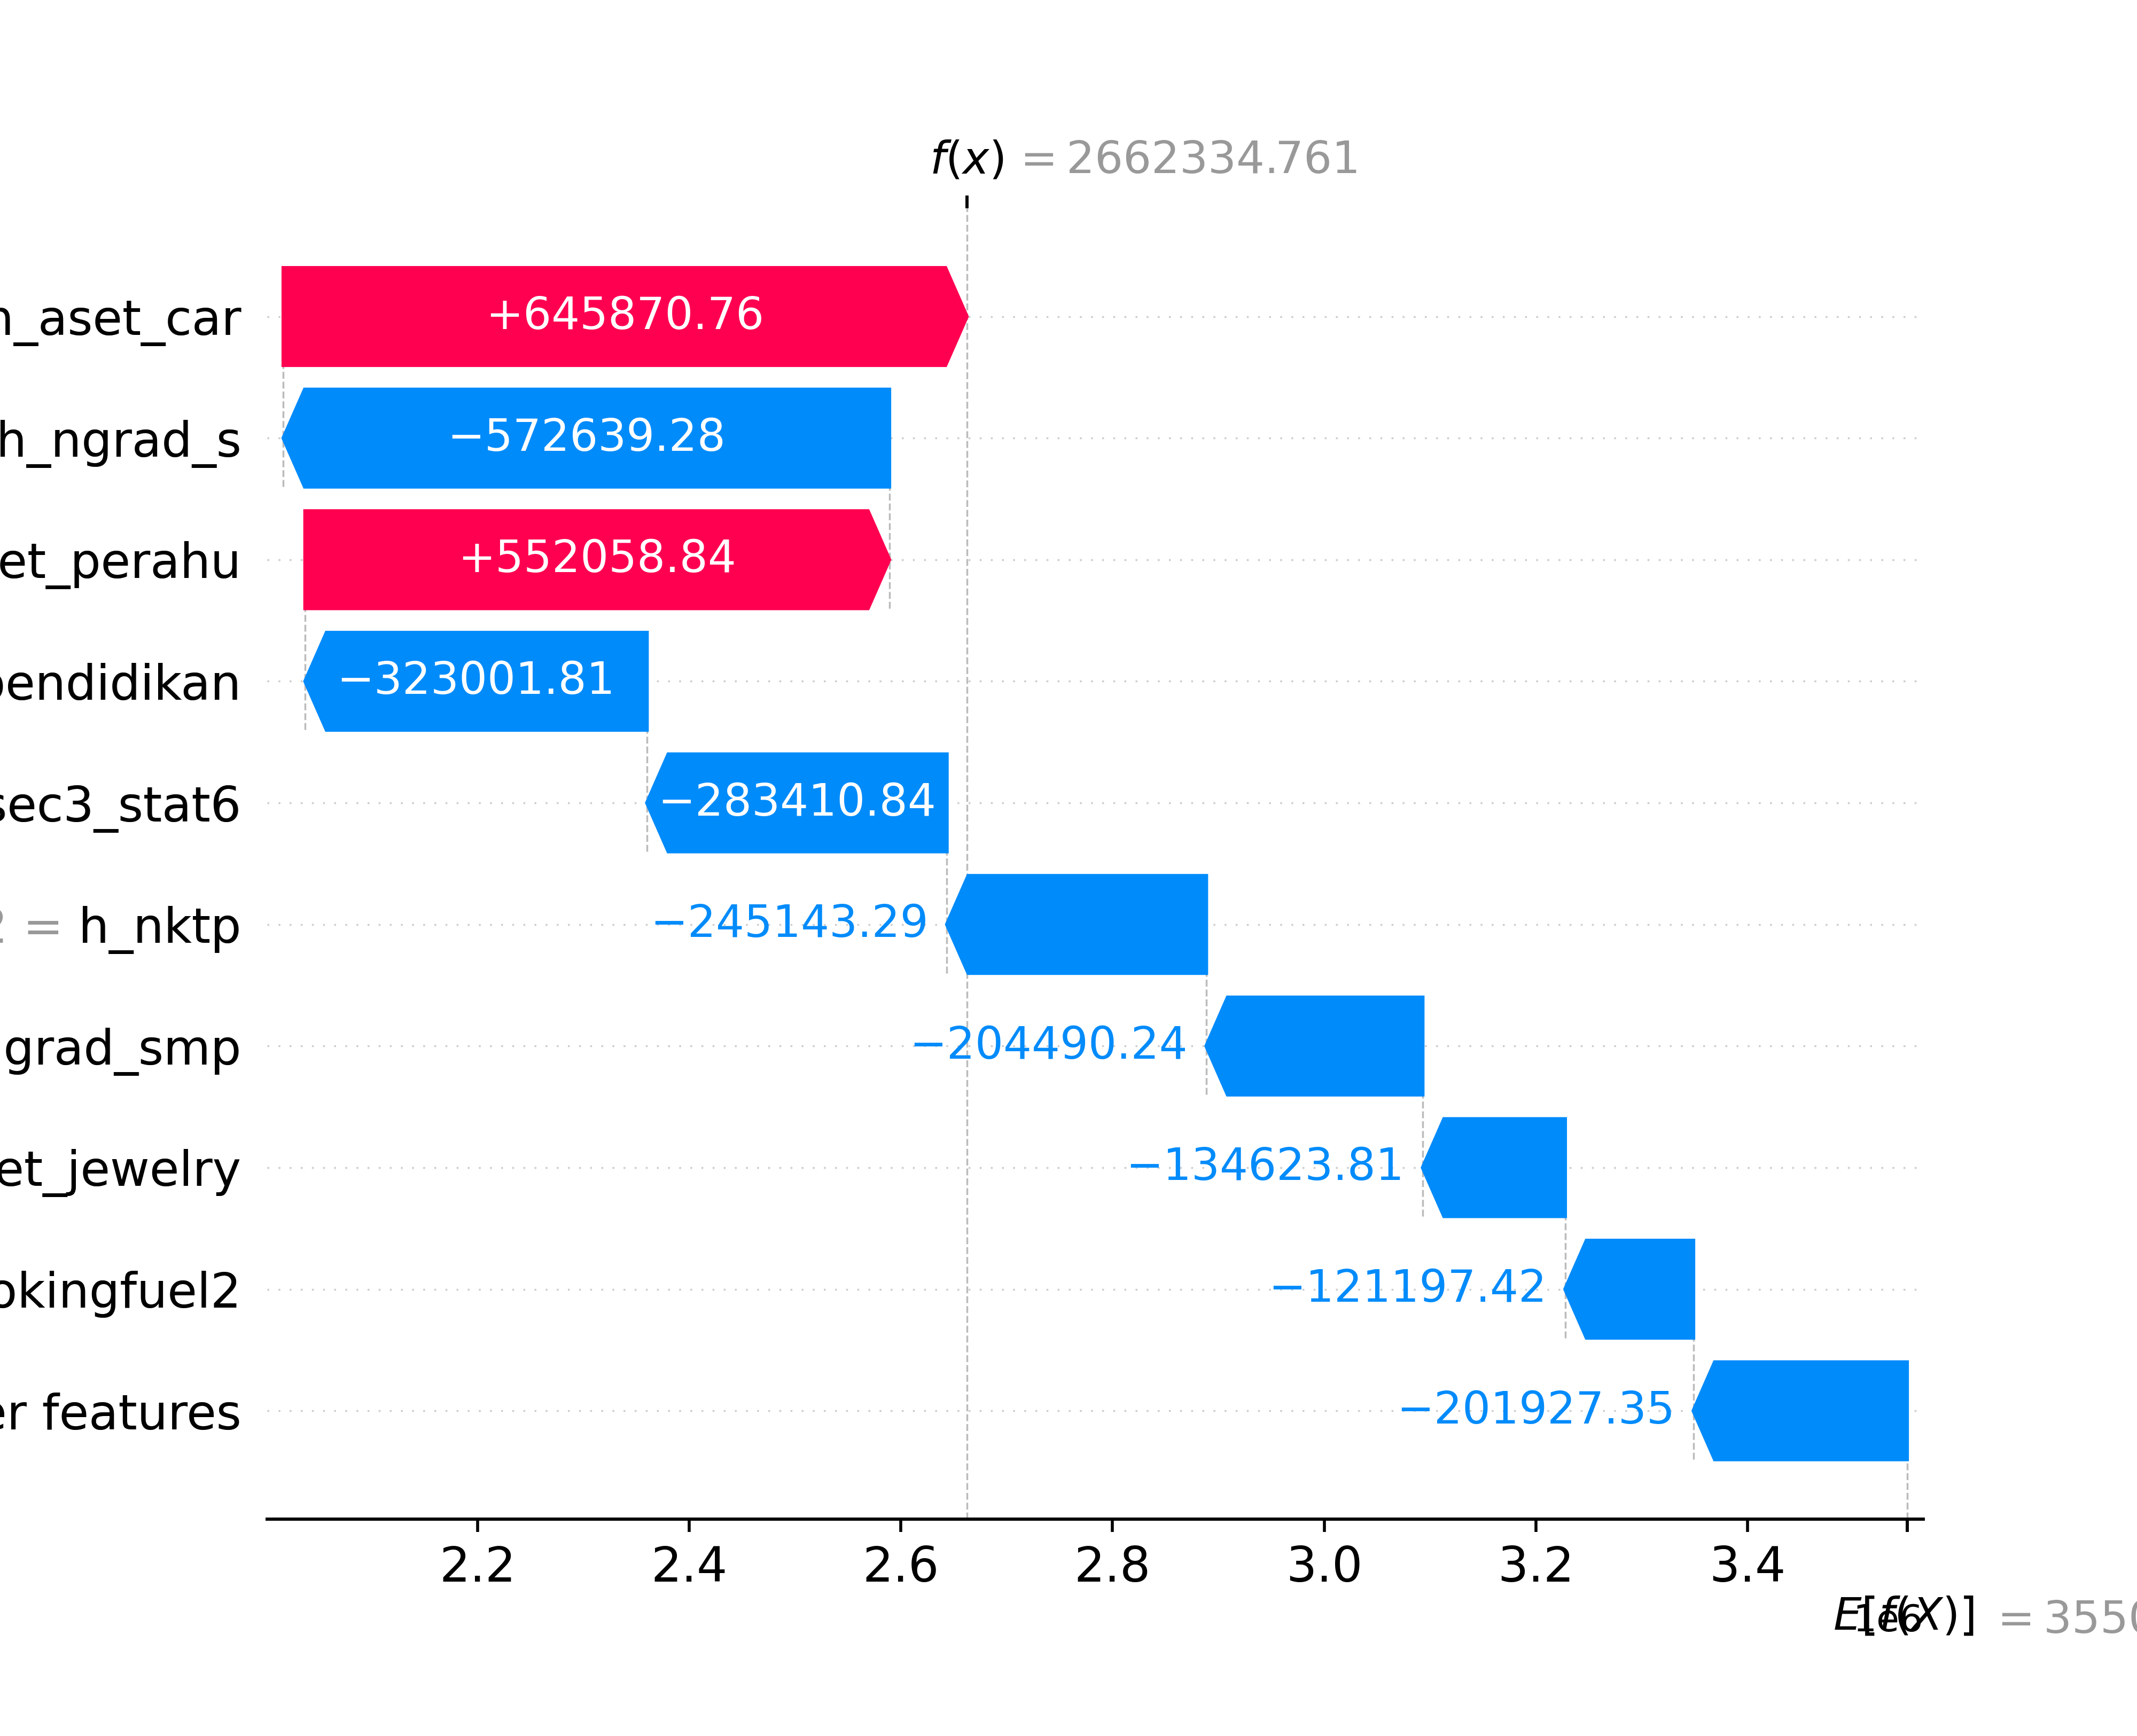 f(x) = 2662334.761
h_aset_car +645870.76
h_ngrad_s −572639.28
et_perahu +552058.84
pendidikan −323001.81
sec3_stat6 −283410.84
2 = h_nktp −245143.29
grad_smp −204490.24
et_jewelry −134623.81
okingfuel2 −121197.42
er features −201927.35
2.2 2.4 2.6 2.8 3.0 3.2 3.4
1e6
E[f(X)] = 3550